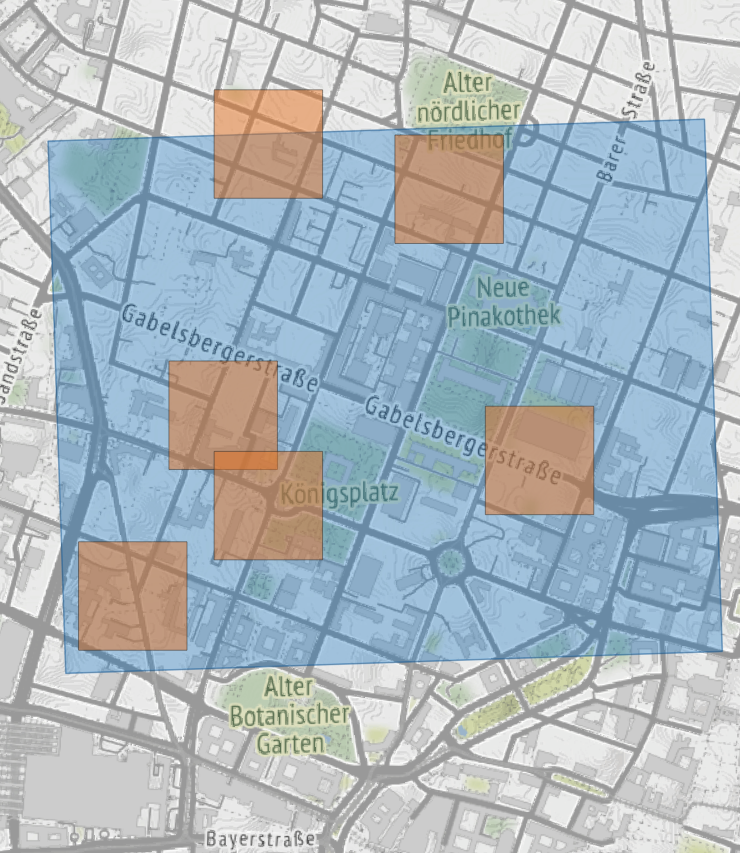 Alter
nördlicher
Friedhof
Barer Straße
Neue
Pinakothek
Gabelsbergerstraße
Sandstraße
Gabelsbergerstraße
Königsplatz
Alter
Botanischer
Garten
Bayerstraße